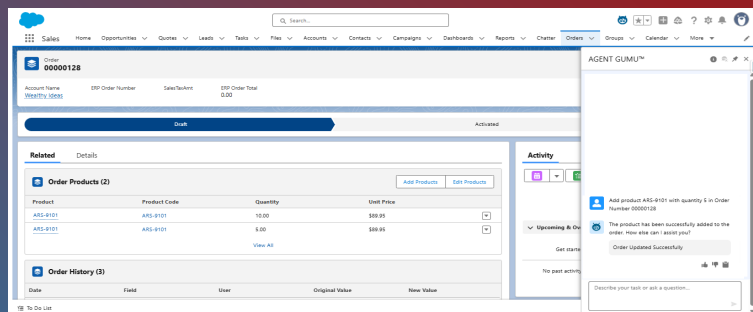 Search...
Sales Home Opportunities Quotes Leads Tasks Files Accounts Contacts Campaigns Dashboards Reports Chatter Orders Groups Calendar More
Order
00000128
Account Name ERP Order Number SalesTaxAmt ERP Order Total
Wearthy Ideas 0.00
Draft Activated
Related Details
Order Products (2) Add Products Edit Products
Product Product Code Quantity Unit Price
ARS-9101 ARS-9101 10.00 $89.95
ARS-9101 ARS-9101 5.00 $89.95
View All
Order History (3)
Date Field User Original Value New Value
To Do List
Activity
Upcoming & Ov
Get starte
No past activity
AGENT GUMU™
Add product ARS-9101 with quantity 5 in Order
Number 00000128
The product has been successfully added to the
order. How else can I assist you?
Order Updated Successfully
Describe your task or ask a question...